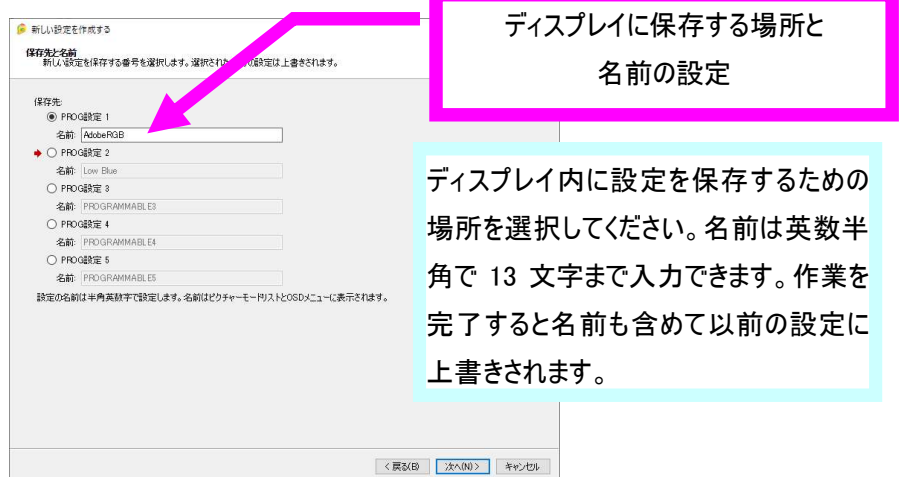 新しい設定を作成する
保存先と名前
新しい設定を保存する番号を選択します。選択された
設定は上書きされます。
ディスプレイに保存する場所と
名前の設定
保存先:
PROG設定 1
名前: AdobeRGB
PROG設定 2
名前: Low Blue
PROG設定 3
名前: PROGRAMMABLE3
PROG設定 4
名前: PROGRAMMABLE4
PROG設定 5
名前: PROGRAMMABLE5
設定の名前は半角英数字で設定します。名前はピクチャーモードリストとOSDメニューに表示されます。
ディスプレイ内に設定を保存するための
場所を選択してください。名前は英数半
角で 13 文字まで入力できます。作業を
完了すると名前も含めて以前の設定に
上書きされます。
< 戻る(B) 次へ(N) > キャンセル